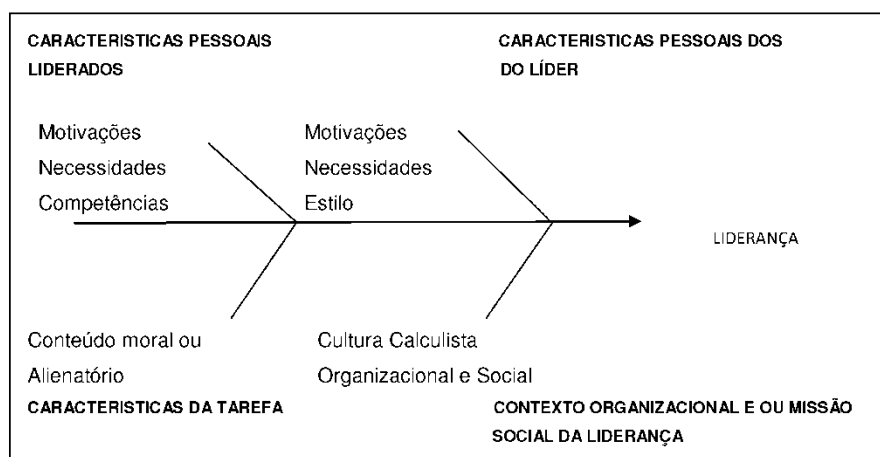 CARACTERISTICAS PESSOAIS
LIDERADOS
CARACTERISTICAS PESSOAIS DOS
DO LÍDER
Motivações
Necessidades
Competências
Motivações
Necessidades
Estilo
LIDERANÇA
Conteúdo moral ou
Alienatório
CARACTERISTICAS DA TAREFA
Cultura Calculista
Organizacional e Social
CONTEXTO ORGANIZACIONAL E OU MISSÃO
SOCIAL DA LIDERANÇA